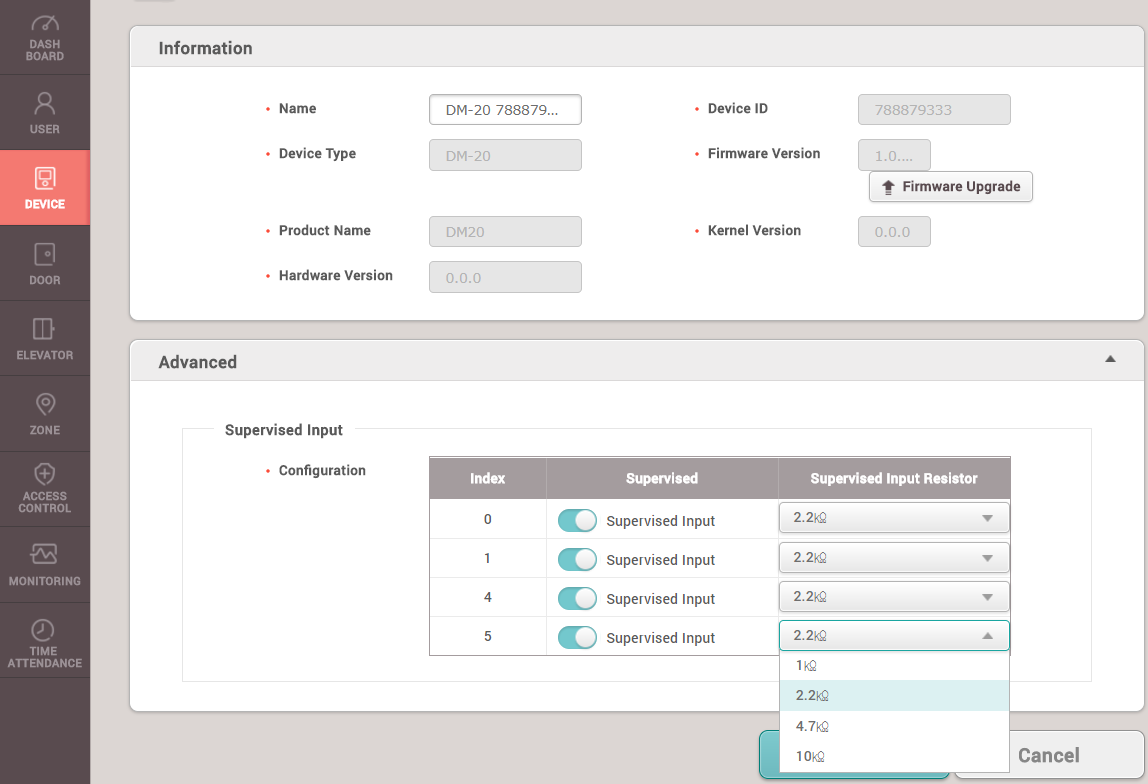 DASH
BOARD
USER
DEVICE
DOOR
ELEVATOR
ZONE
ACCESS
CONTROL
MONITORING
TIME
ATTENDANCE
Information
• Name DM-20 788879... • Device ID 788879333
• Device Type DM-20 • Firmware Version 1.0....
Firmware Upgrade
• Product Name DM20 • Kernel Version 0.0.0
• Hardware Version 0.0.0
Advanced
Supervised Input
• Configuration
Index Supervised Supervised Input Resistor
0 Supervised Input 2.2㏀
1 Supervised Input 2.2㏀
4 Supervised Input 2.2㏀
5 Supervised Input 2.2㏀
1㏀
2.2㏀
4.7㏀
10㏀
Cancel